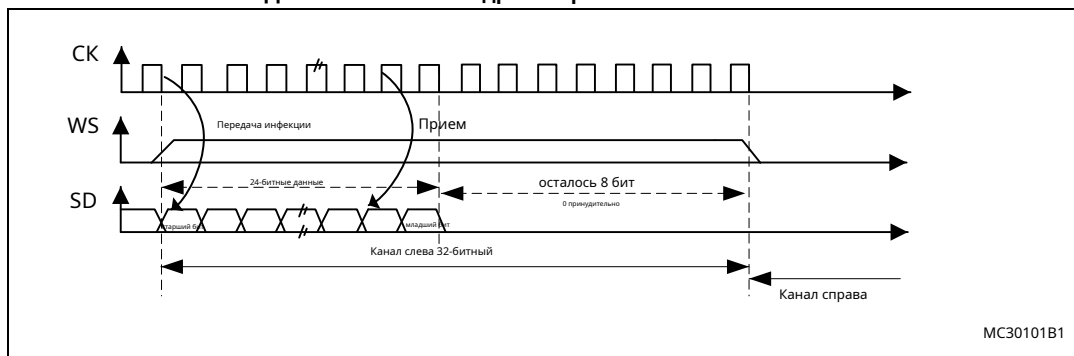 CK
WS
Передача инфекции
Прием
24-битные данные
осталось 8 бит
0 принудительно
SD
младший бит
Канал слева 32-битный
Канал справа
MC30101B1